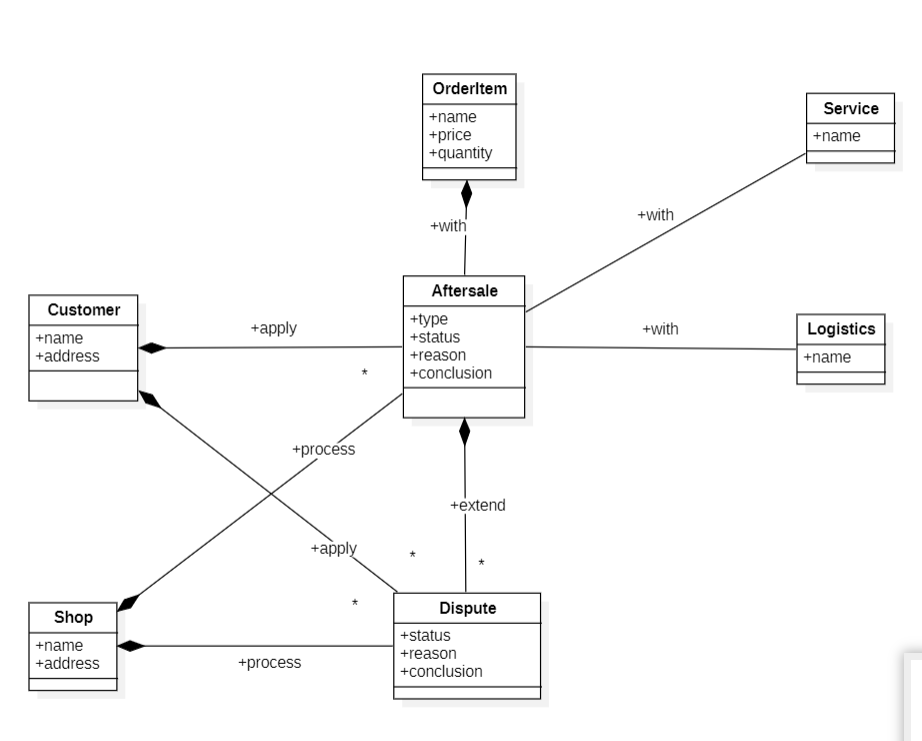 OrderItem
+name
+price
+quantity
Service
+name
+with
+with
Aftersale
+type
+status
+reason
+conclusion
Customer
+name
+address
+apply
*
+with
Logistics
+name
+process
+extend
+apply
*
*
*
Shop
+name
+address
+process
Dispute
+status
+reason
+conclusion